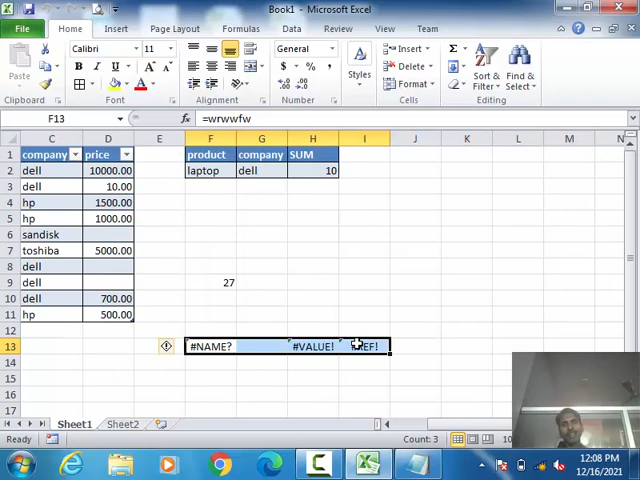 Book1 - Microsoft Excel
File Home Insert Page Layout Formulas Data Review View Team
Calibri 11 General Insert Σ
Paste B I U $ % , Styles Delete Sort & Filter Find & Select
Format
Clipboard Font Alignment Number Cells Editing
F13 fx =wrwwfw
C D E F G H I J K L M N
1 company price product company SUM
2 dell 10000.00 laptop dell 10
3 dell 10.00
4 hp 1500.00
5 hp 1000.00
6 sandisk
7 toshiba 5000.00
8 dell
9 dell 27
10 dell 700.00
11 hp 500.00
12
13 #NAME? #VALUE! #REF!
14
15
16
17
Sheet1 Sheet2
Ready Count: 3
12:08 PM
12/16/2021